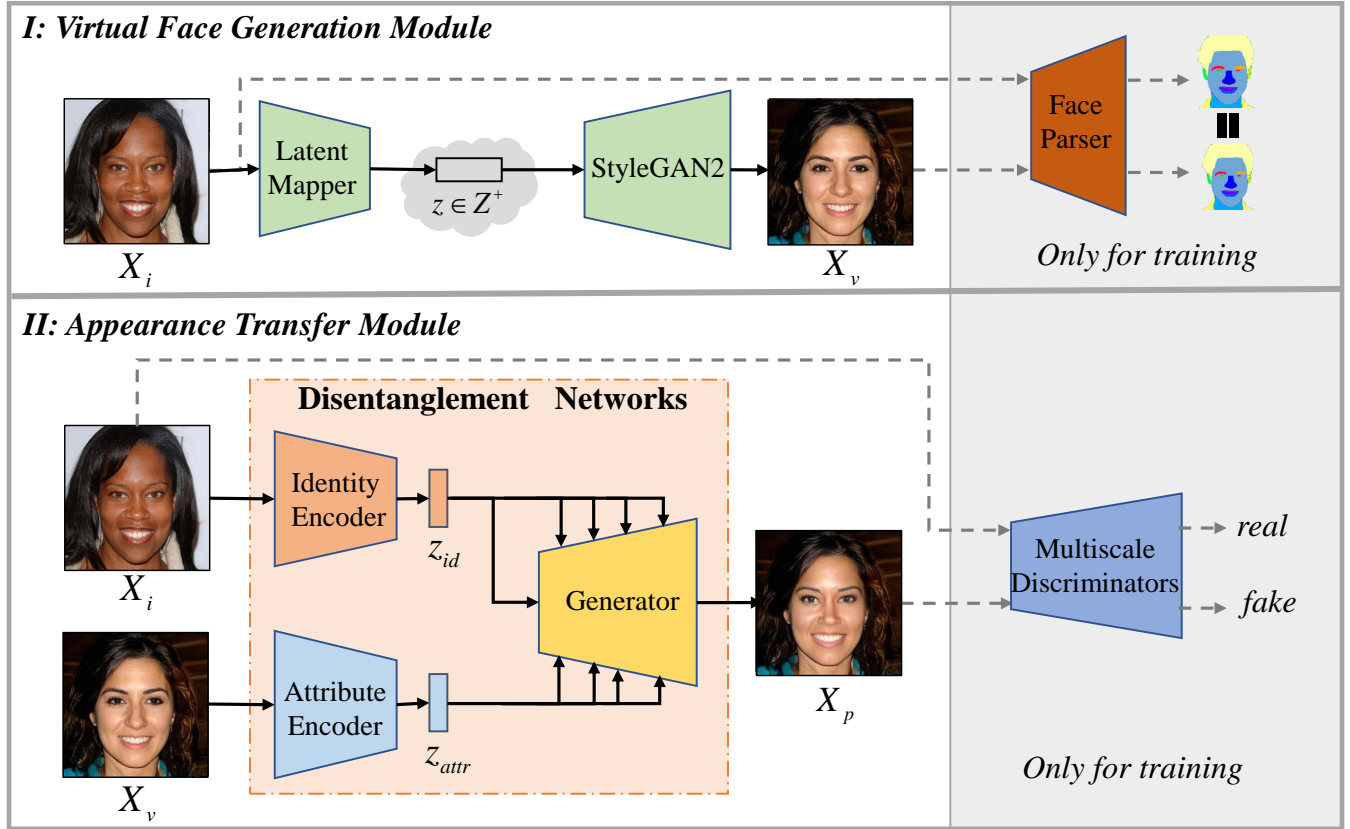 I: Virtual Face Generation Module
Latent
Mapper
z ∈ Z⁺
StyleGAN2
Face
Parser
X_i
X_v
Only for training
II: Appearance Transfer Module
Disentanglement Networks
Identity
Encoder
z_id
X_i
Generator
Multiscale
Discriminators
real
fake
Attribute
Encoder
z_attr
X_p
X_v
Only for training